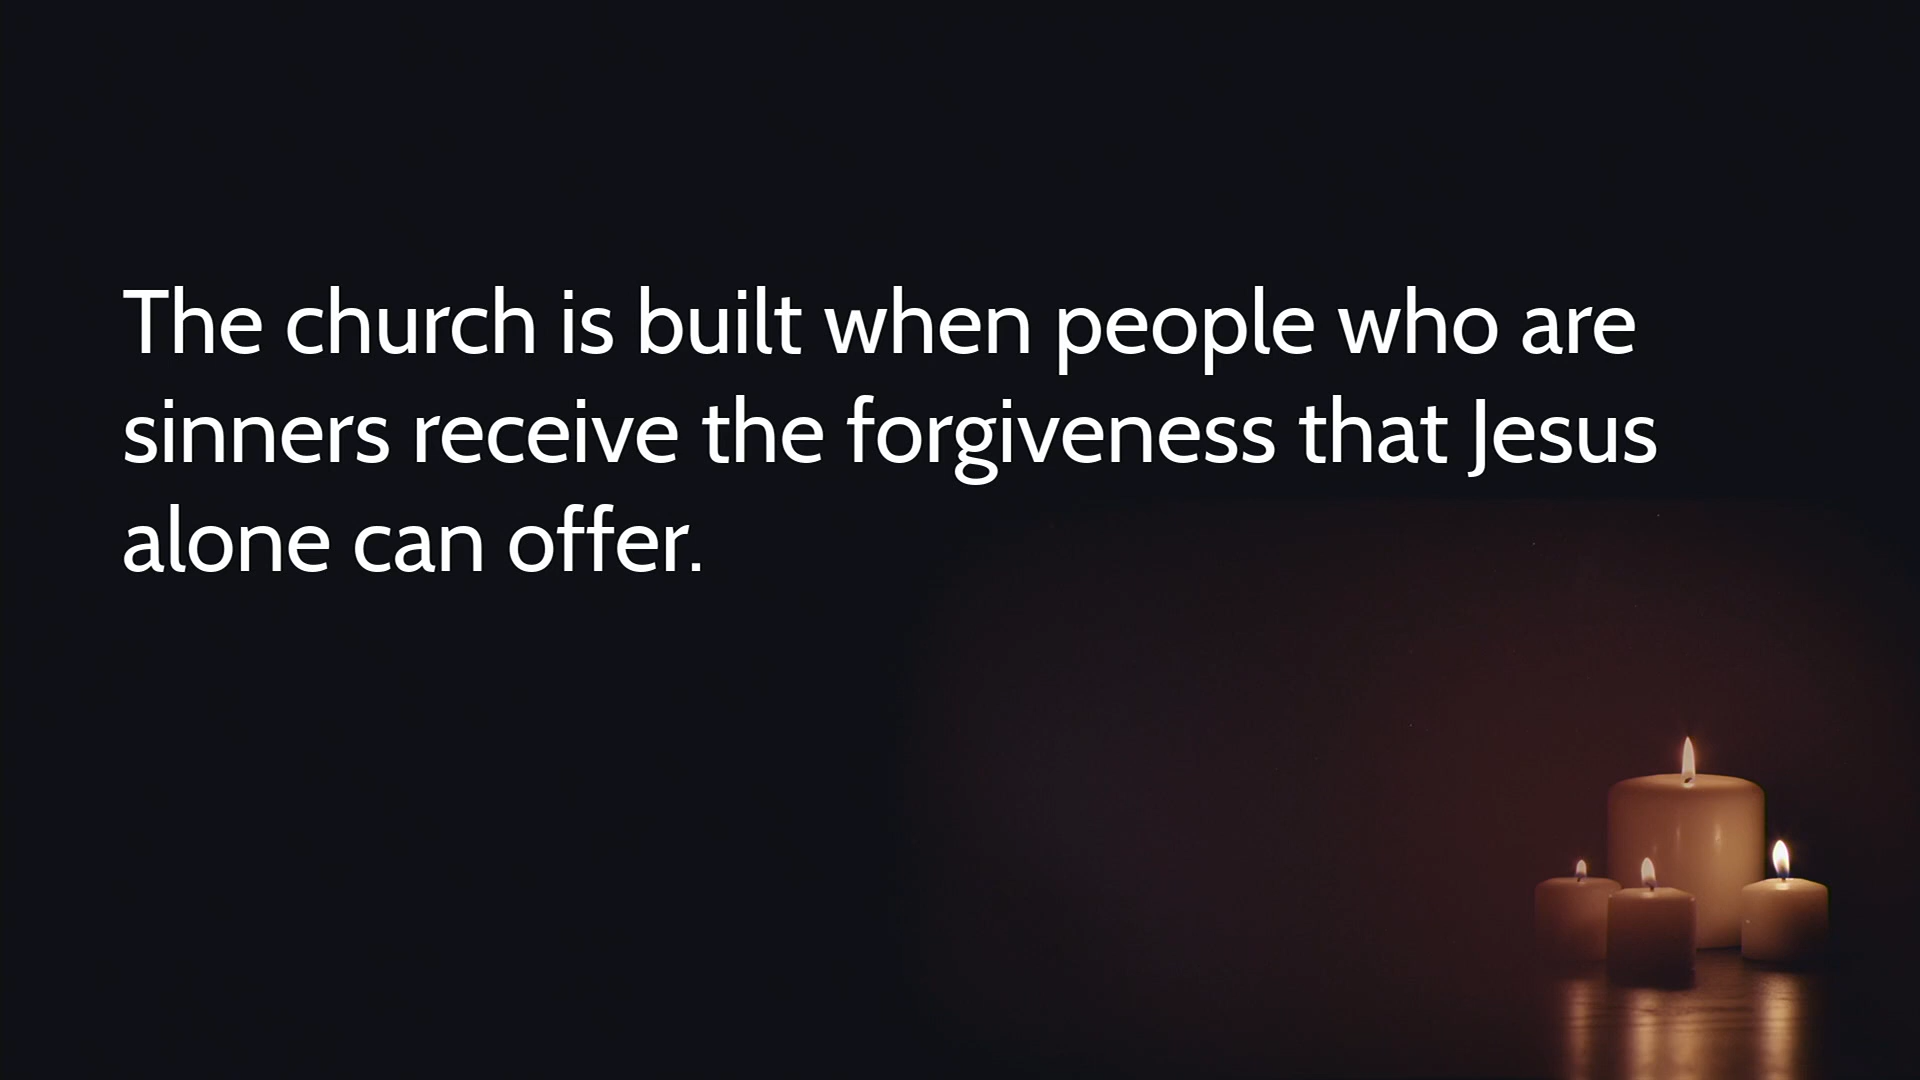 The church is built when people who are
sinners receive the forgiveness that Jesus
alone can offer.